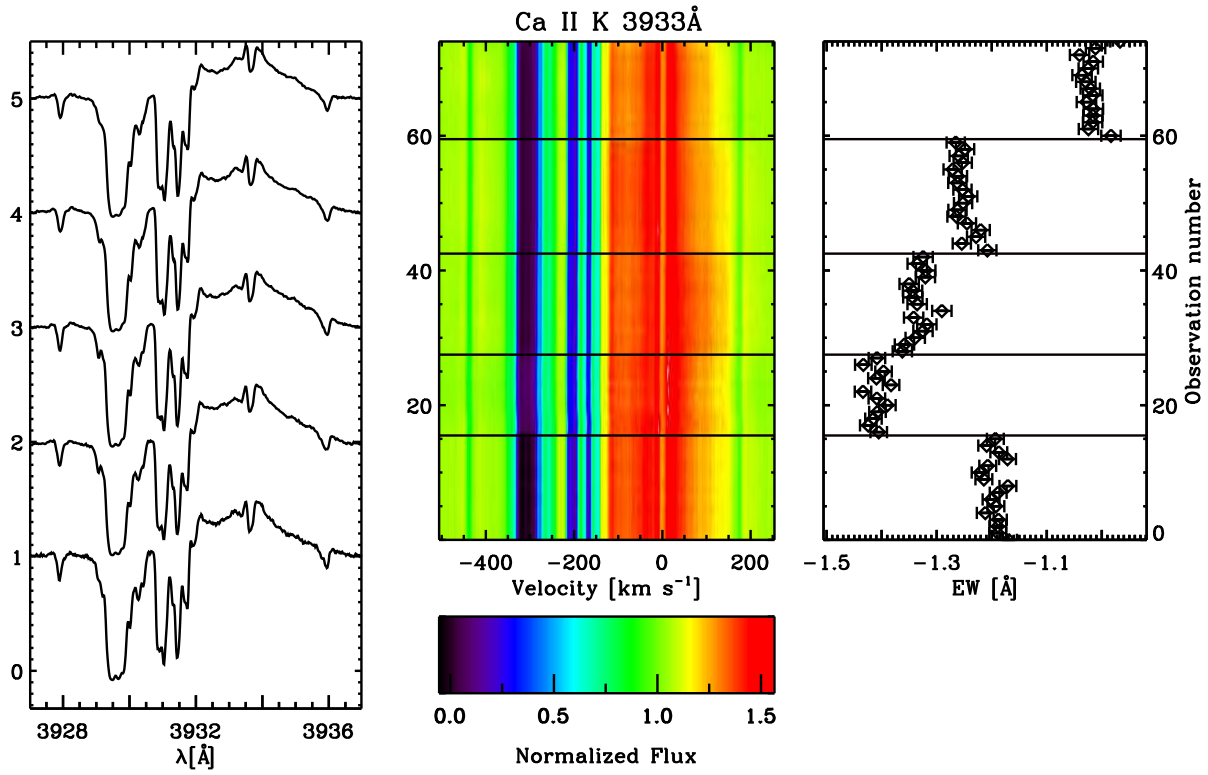 Ca II K 3933Å
5
4
3
2
1
0
3928 3932 3936
λ[Å]
60
40
20
−400 −200 0 200
Velocity [km s⁻¹]
60
40
20
0
Observation number
−1.5 −1.3 −1.1
EW [Å]
0.0 0.5 1.0 1.5
Normalized Flux